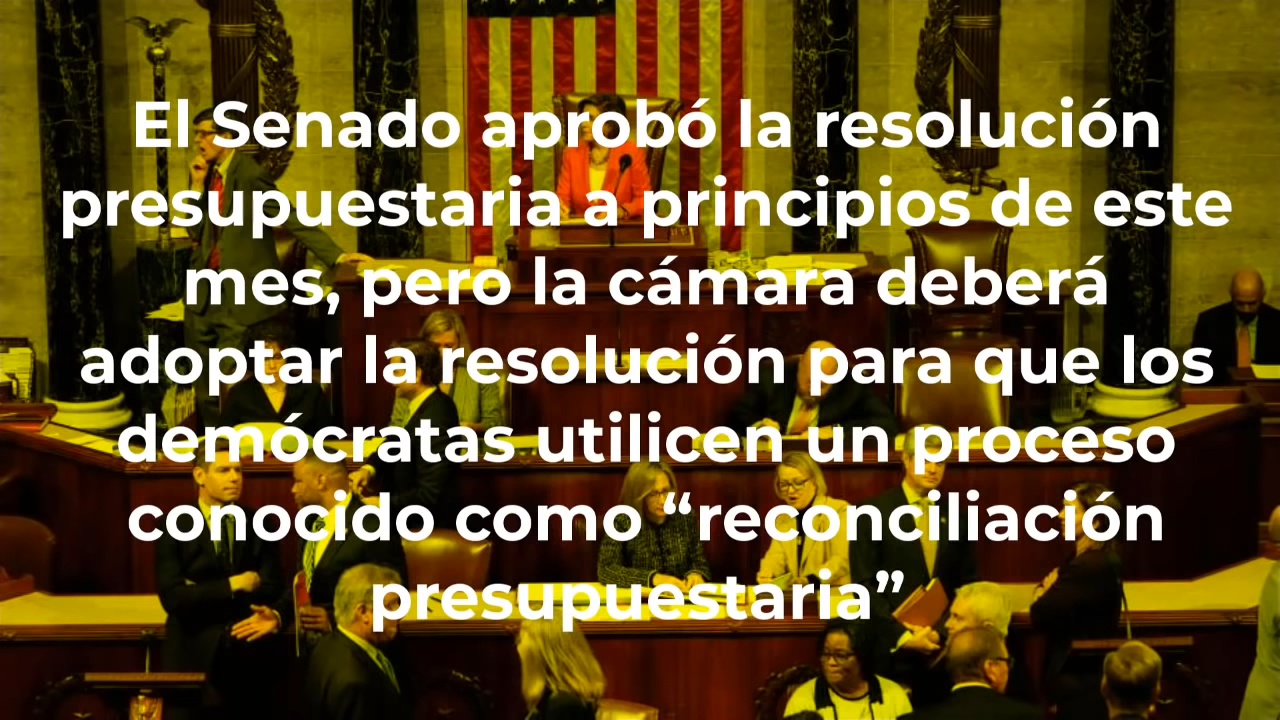 El Senado aprobó la resolución
presupuestaria a principios de este
mes, pero la cámara deberá
adoptar la resolución para que los
demócratas utilicen un proceso
conocido como “reconciliación
presupuestaria”